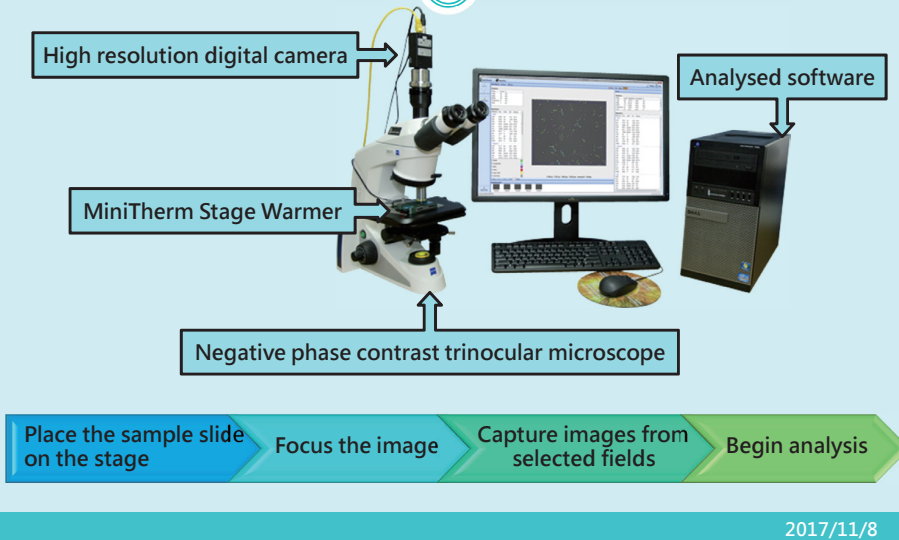 High resolution digital camera
Analysed software
MiniTherm Stage Warmer
Negative phase contrast trinocular microscope
Place the sample slide
on the stage
Focus the image
Capture images from
selected fields
Begin analysis
2017/11/8